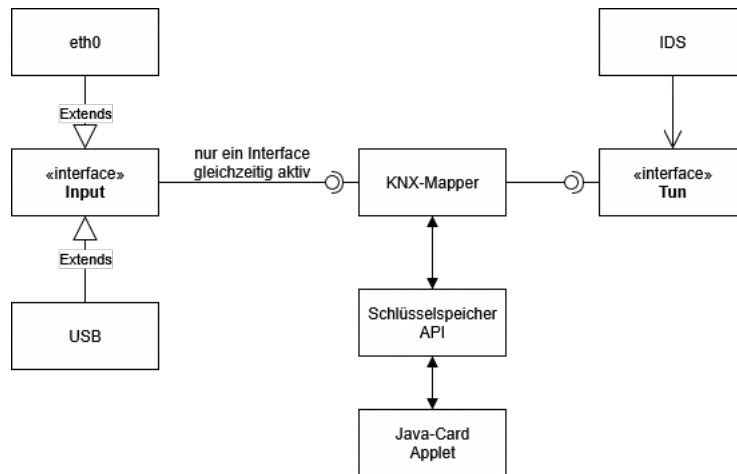 eth0
IDS
Extends
«interface»
Input
nur ein Interface
gleichzeitig aktiv
KNX-Mapper
«interface»
Tun
Extends
USB
Schlüsselspeicher
API
Java-Card
Applet